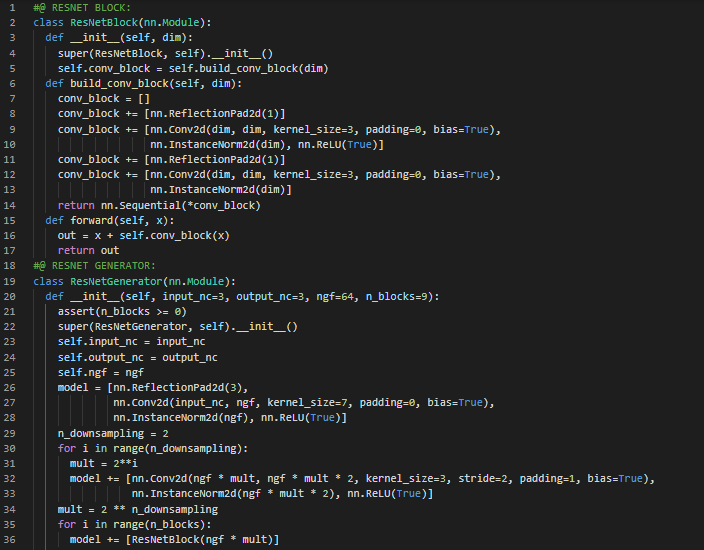 1 #@ RESNET BLOCK:
2 class ResNetBlock(nn.Module):
3   def __init__(self, dim):
4     super(ResNetBlock, self).__init__()
5     self.conv_block = self.build_conv_block(dim)
6   def build_conv_block(self, dim):
7     conv_block = []
8     conv_block += [nn.ReflectionPad2d(1)]
9     conv_block += [nn.Conv2d(dim, dim, kernel_size=3, padding=0, bias=True),
10                    nn.InstanceNorm2d(dim), nn.ReLU(True)]
11     conv_block += [nn.ReflectionPad2d(1)]
12     conv_block += [nn.Conv2d(dim, dim, kernel_size=3, padding=0, bias=True),
13                    nn.InstanceNorm2d(dim)]
14     return nn.Sequential(*conv_block)
15   def forward(self, x):
16     out = x + self.conv_block(x)
17     return out
18 #@ RESNET GENERATOR:
19 class ResNetGenerator(nn.Module):
20   def __init__(self, input_nc=3, output_nc=3, ngf=64, n_blocks=9):
21     assert(n_blocks >= 0)
22     super(ResNetGenerator, self).__init__()
23     self.input_nc = input_nc
24     self.output_nc = output_nc
25     self.ngf = ngf
26     model = [nn.ReflectionPad2d(3),
27              nn.Conv2d(input_nc, ngf, kernel_size=7, padding=0, bias=True),
28              nn.InstanceNorm2d(ngf), nn.ReLU(True)]
29     n_downsampling = 2
30     for i in range(n_downsampling):
31       mult = 2**i
32       model += [nn.Conv2d(ngf * mult, ngf * mult * 2, kernel_size=3, stride=2, padding=1, bias=True),
33                 nn.InstanceNorm2d(ngf * mult * 2), nn.ReLU(True)]
34     mult = 2 ** n_downsampling
35     for i in range(n_blocks):
36       model += [ResNetBlock(ngf * mult)]